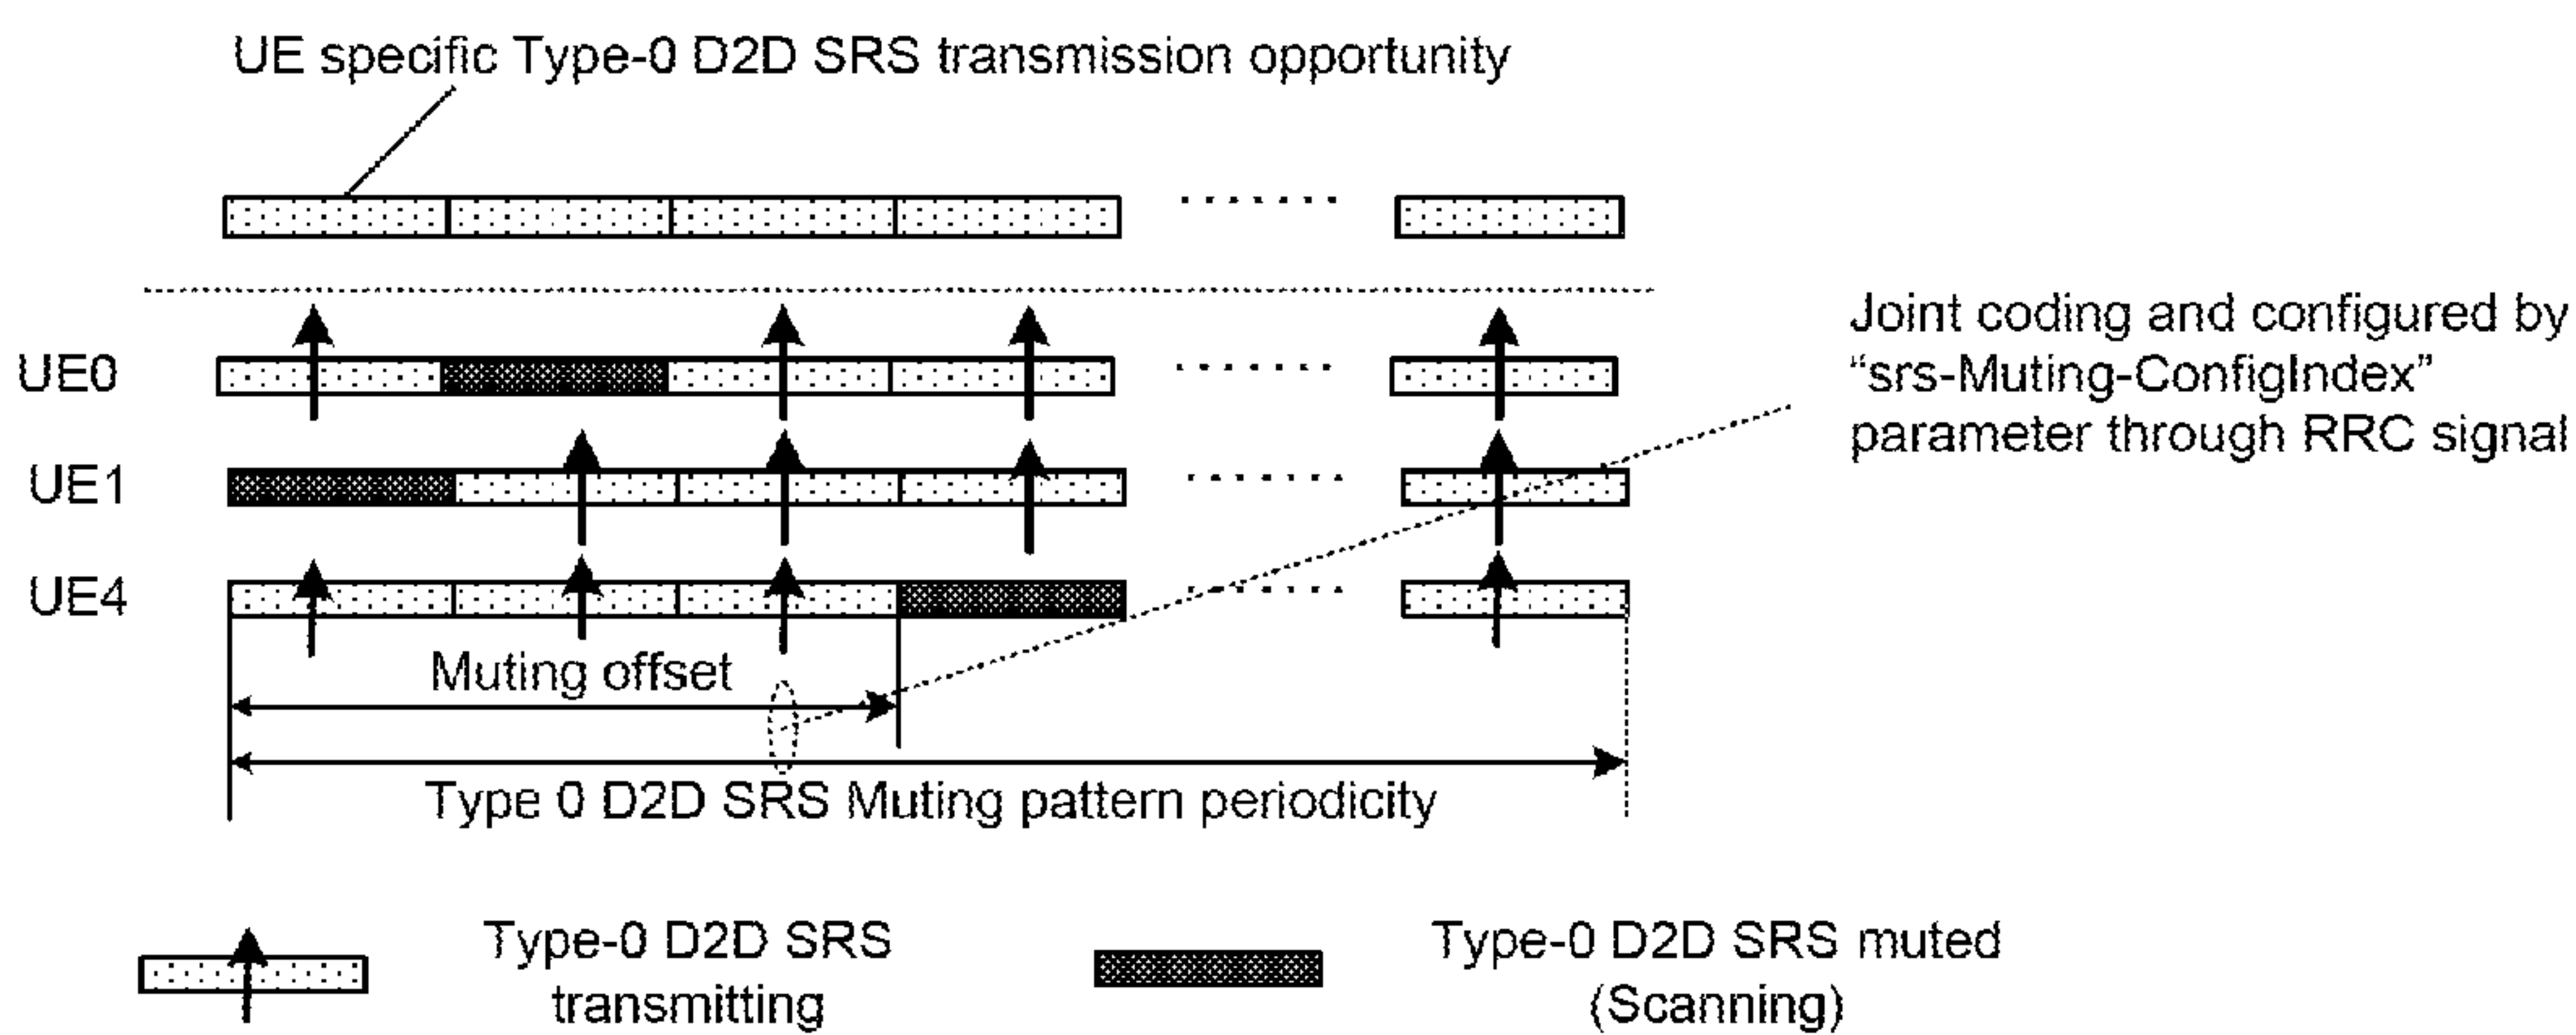 UE specific Type-0 D2D SRS transmission opportunity
Joint coding and configured by
“srs-Muting-ConfigIndex”
parameter through RRC signal
UE0
UE1
UE4
Muting offset
Type 0 D2D SRS Muting pattern periodicity
Type-0 D2D SRS
transmitting
Type-0 D2D SRS muted
(Scanning)